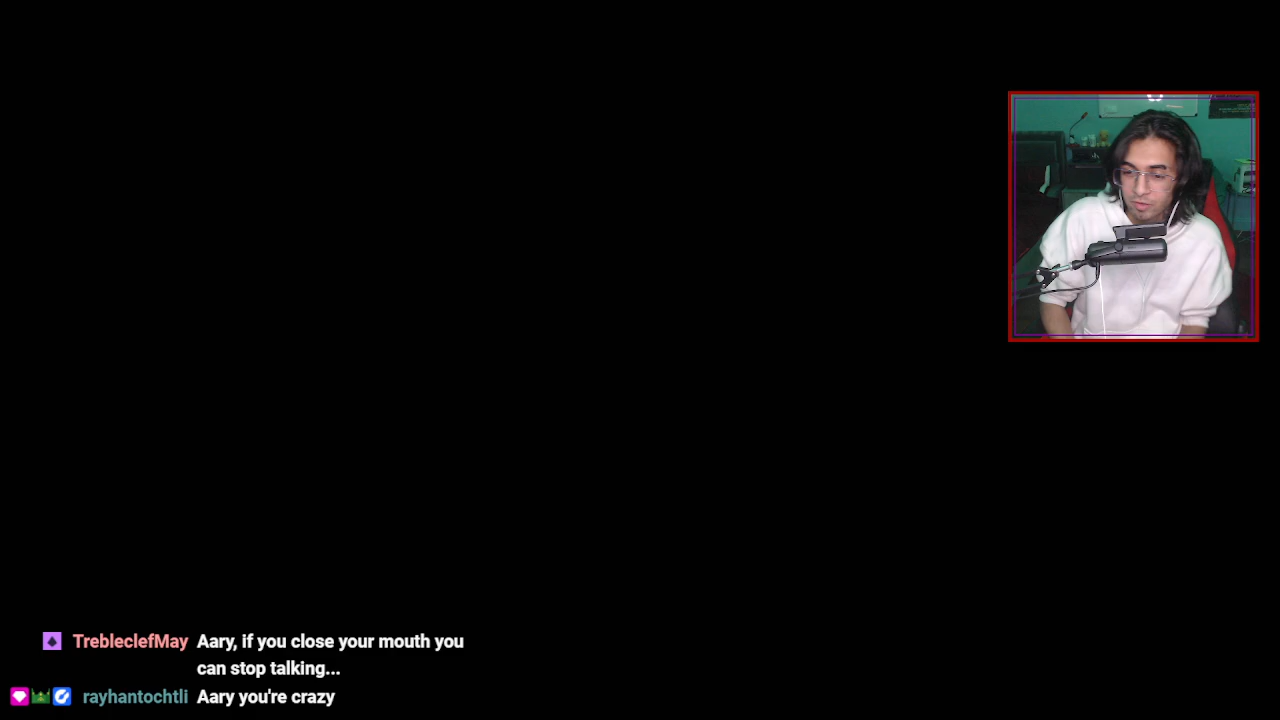 TrebleclefMay Aary, if you close your mouth you
can stop talking...
rayhantochtli Aary you're crazy